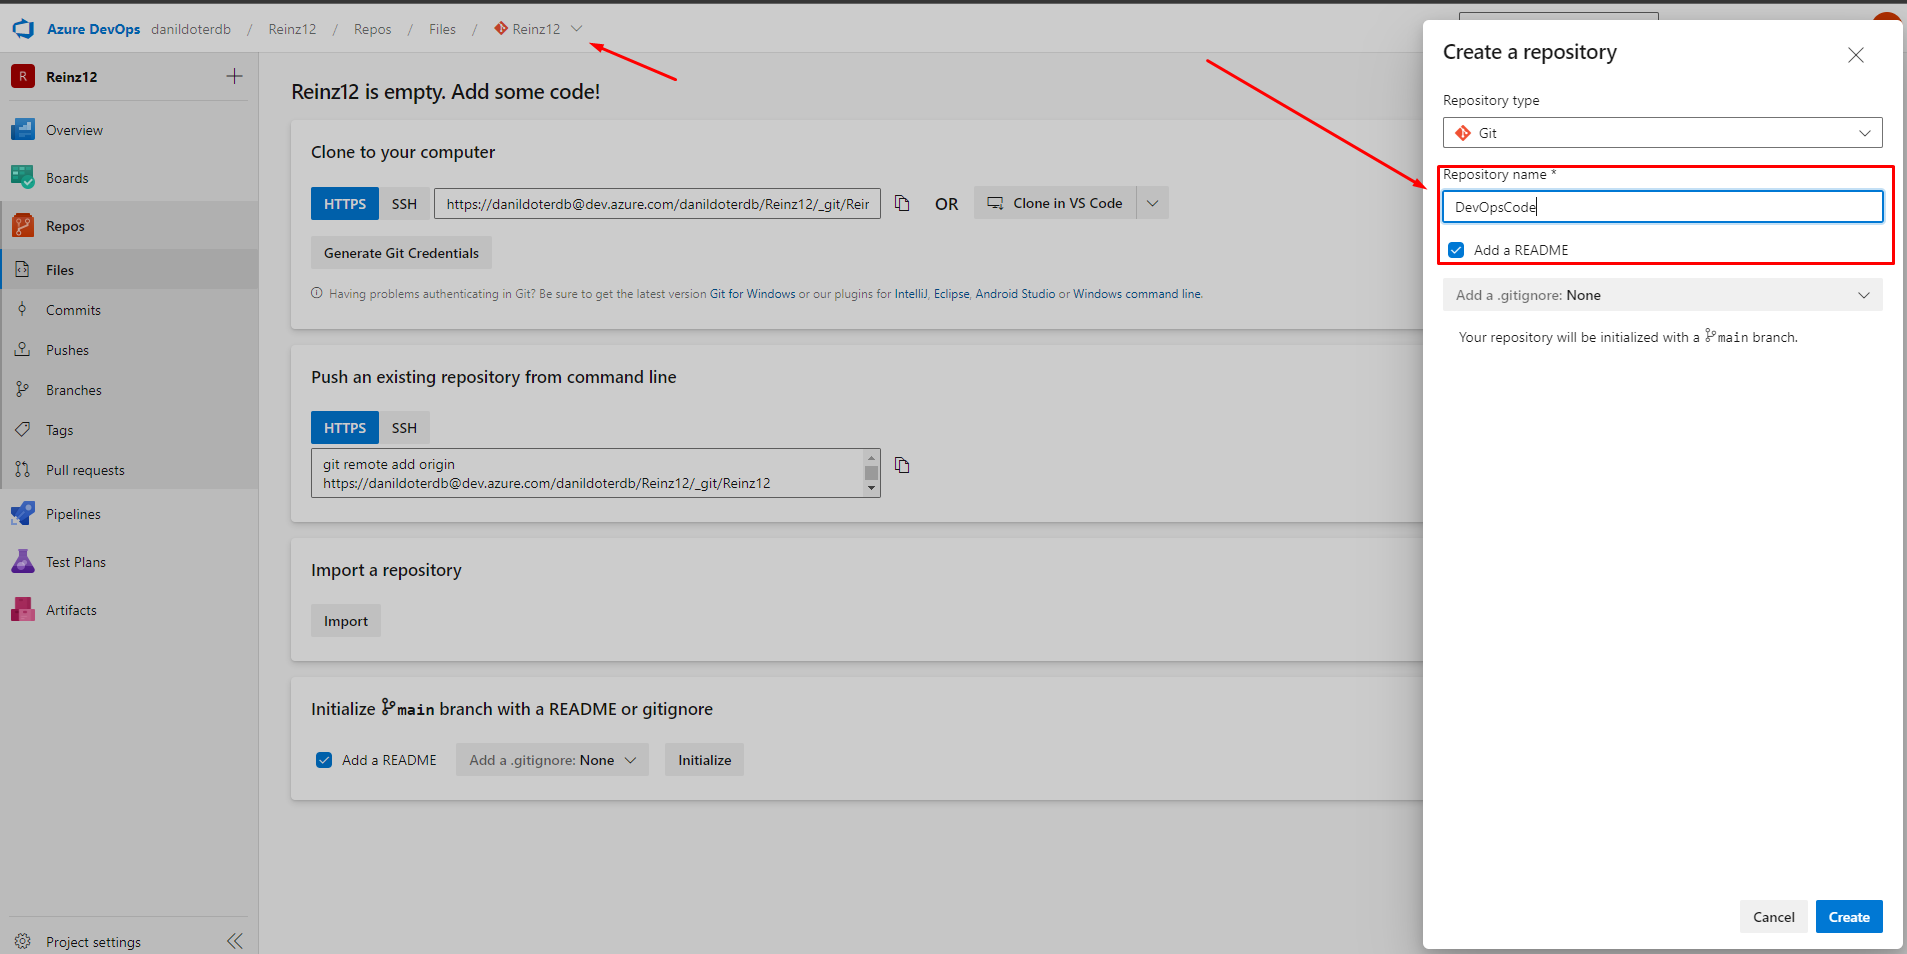 Azure DevOps danildoterdb / Reinz12 / Repos / Files / Reinz12
R Reinz12
Overview
Boards
Repos
Files
Commits
Pushes
Branches
Tags
Pull requests
Pipelines
Test Plans
Artifacts
Project settings
Reinz12 is empty. Add some code!
Clone to your computer
HTTPS SSH https://danildoterdb@dev.azure.com/danildoterdb/Reinz12/_git/Rei OR Clone in VS Code
Generate Git Credentials
Having problems authenticating in Git? Be sure to get the latest version Git for Windows or our plugins for IntelliJ, Eclipse, Android Studio or Windows command line.
Push an existing repository from command line
HTTPS SSH
git remote add origin
https://danildoterdb@dev.azure.com/danildoterdb/Reinz12/_git/Reinz12
Import a repository
Import
Initialize main branch with a README or gitignore
Add a README Add a .gitignore: None Initialize
Create a repository
Repository type
Git
Repository name *
DevOpsCode
Add a README
Add a .gitignore: None
Your repository will be initialized with a main branch.
Cancel Create